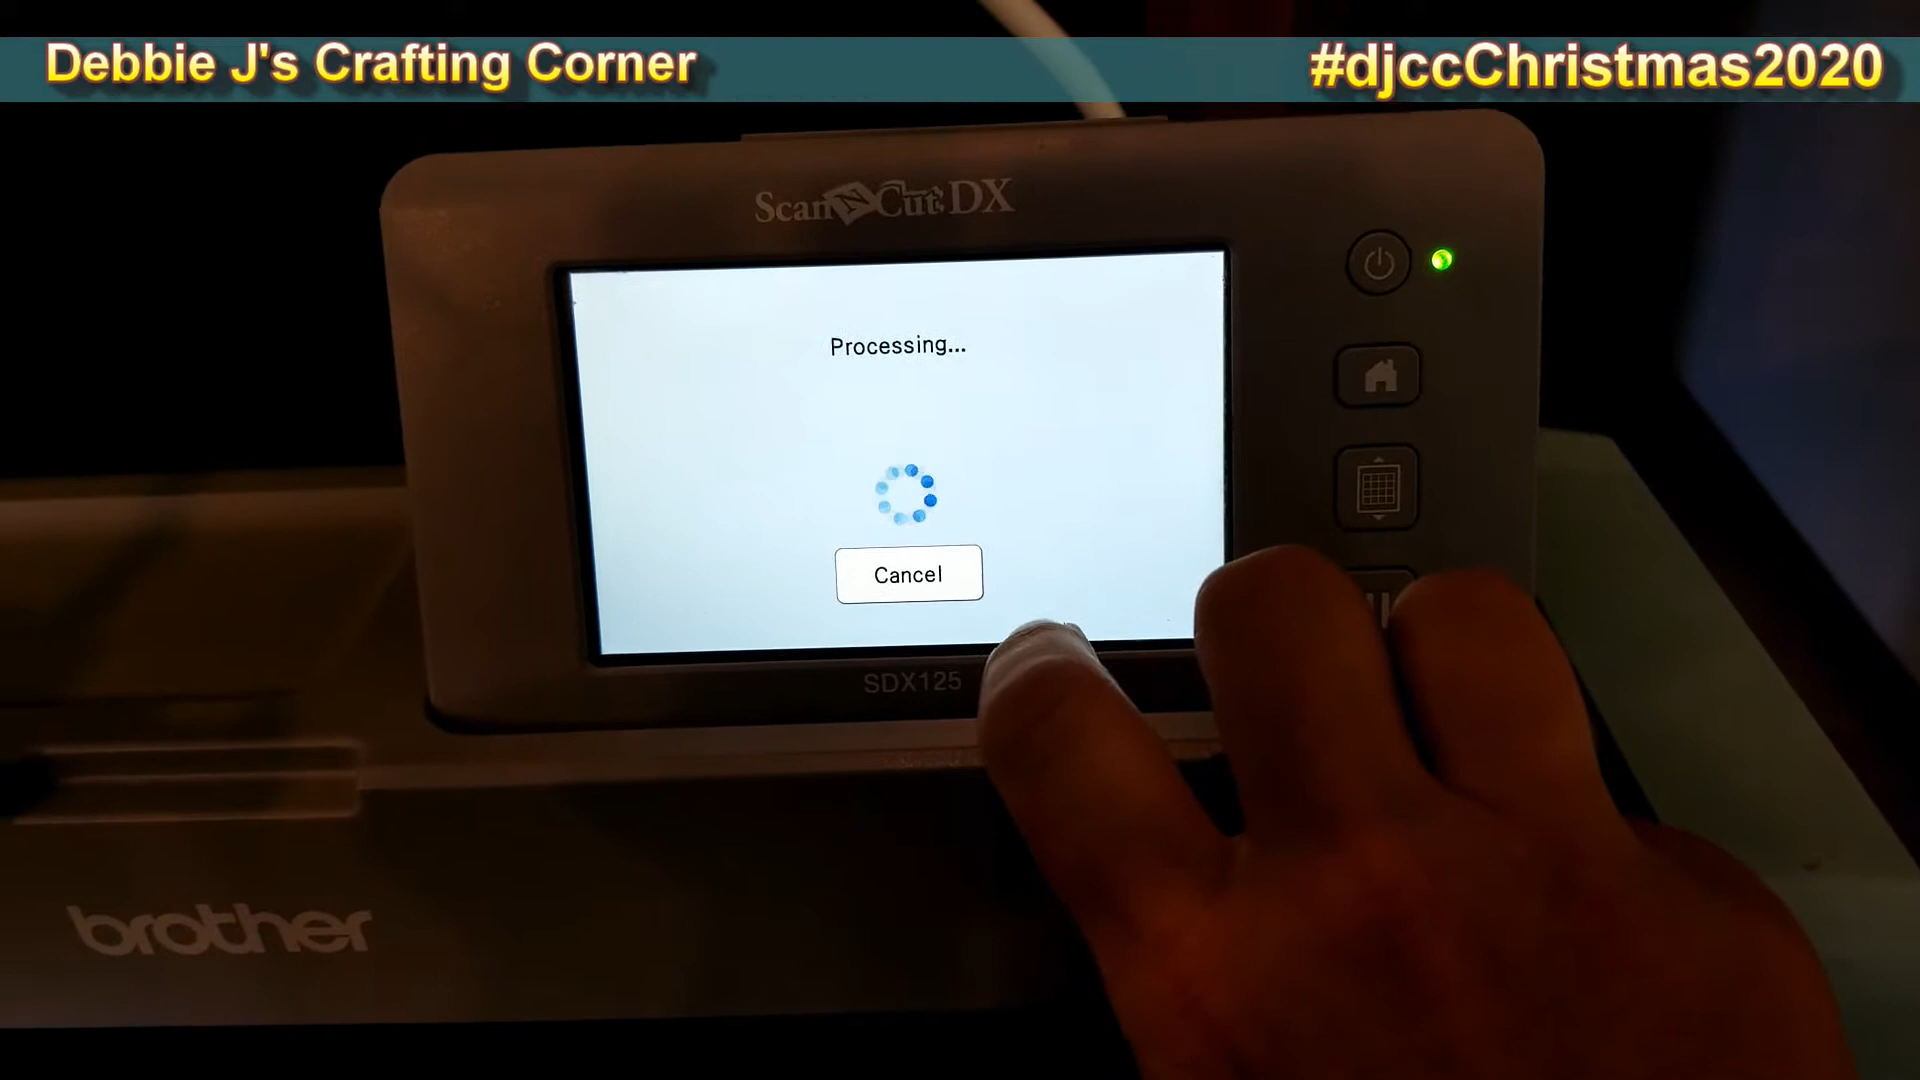 Debbie J's Crafting Corner
#djccChristmas2020
ScanNCut DX
Processing...
Cancel
SDX125
brother